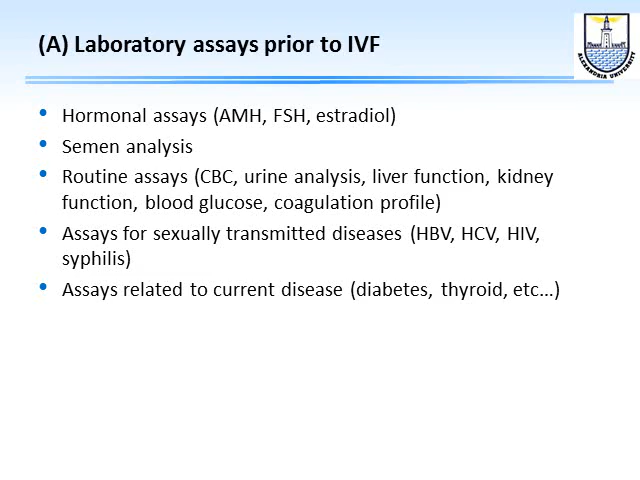 (A) Laboratory assays prior to IVF
ALEXANDRIA UNIVERSITY
• Hormonal assays (AMH, FSH, estradiol)
• Semen analysis
• Routine assays (CBC, urine analysis, liver function, kidney
function, blood glucose, coagulation profile)
• Assays for sexually transmitted diseases (HBV, HCV, HIV,
syphilis)
• Assays related to current disease (diabetes, thyroid, etc…)